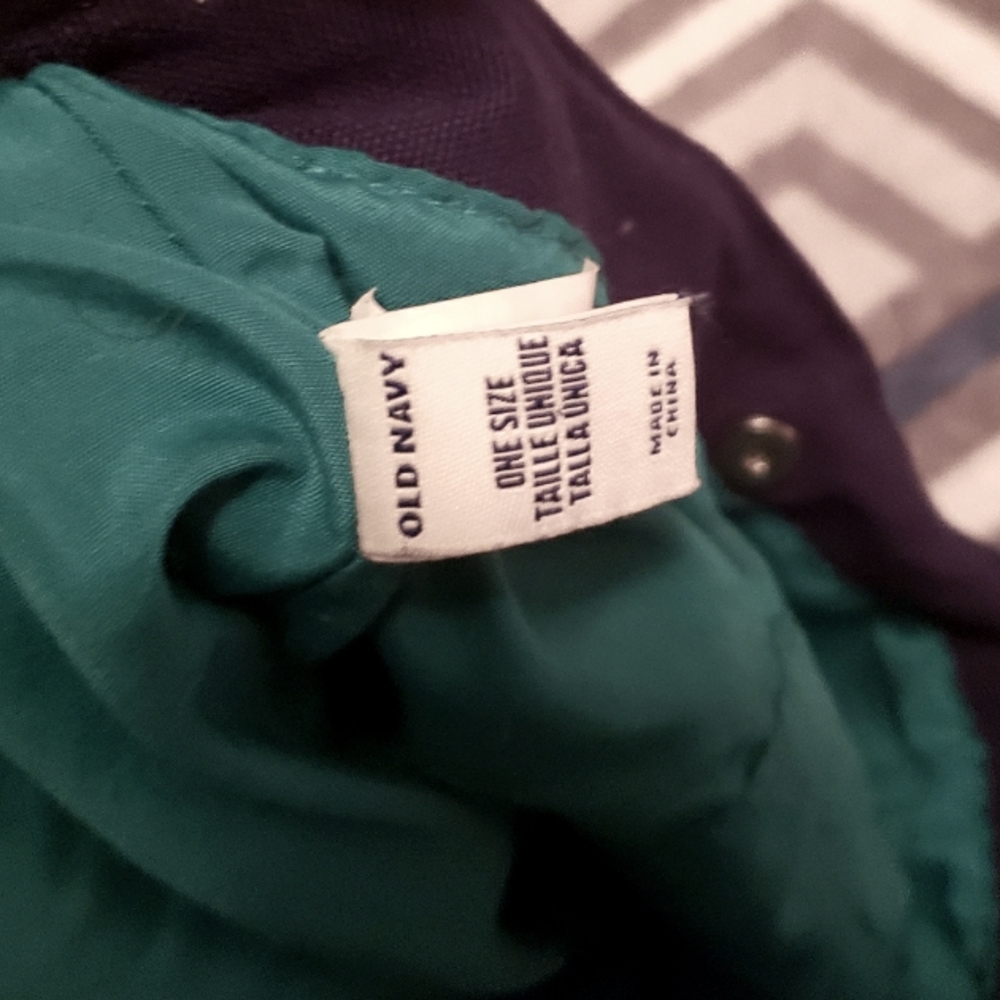 OLD NAVY
ONE SIZE
TAILLE UNIQUE
TALLA ÚNICA
MADE IN
CHINA